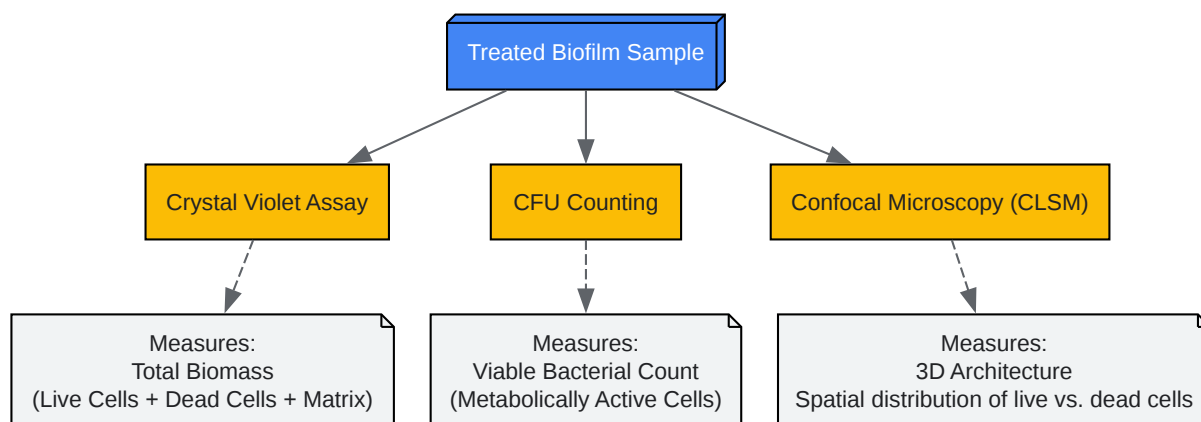 Treated Biofilm Sample
Crystal Violet Assay
CFU Counting
Confocal Microscopy (CLSM)
Measures:
Total Biomass
(Live Cells + Dead Cells + Matrix)
Measures:
Viable Bacterial Count
(Metabolically Active Cells)
Measures:
3D Architecture
Spatial distribution of live vs. dead cells